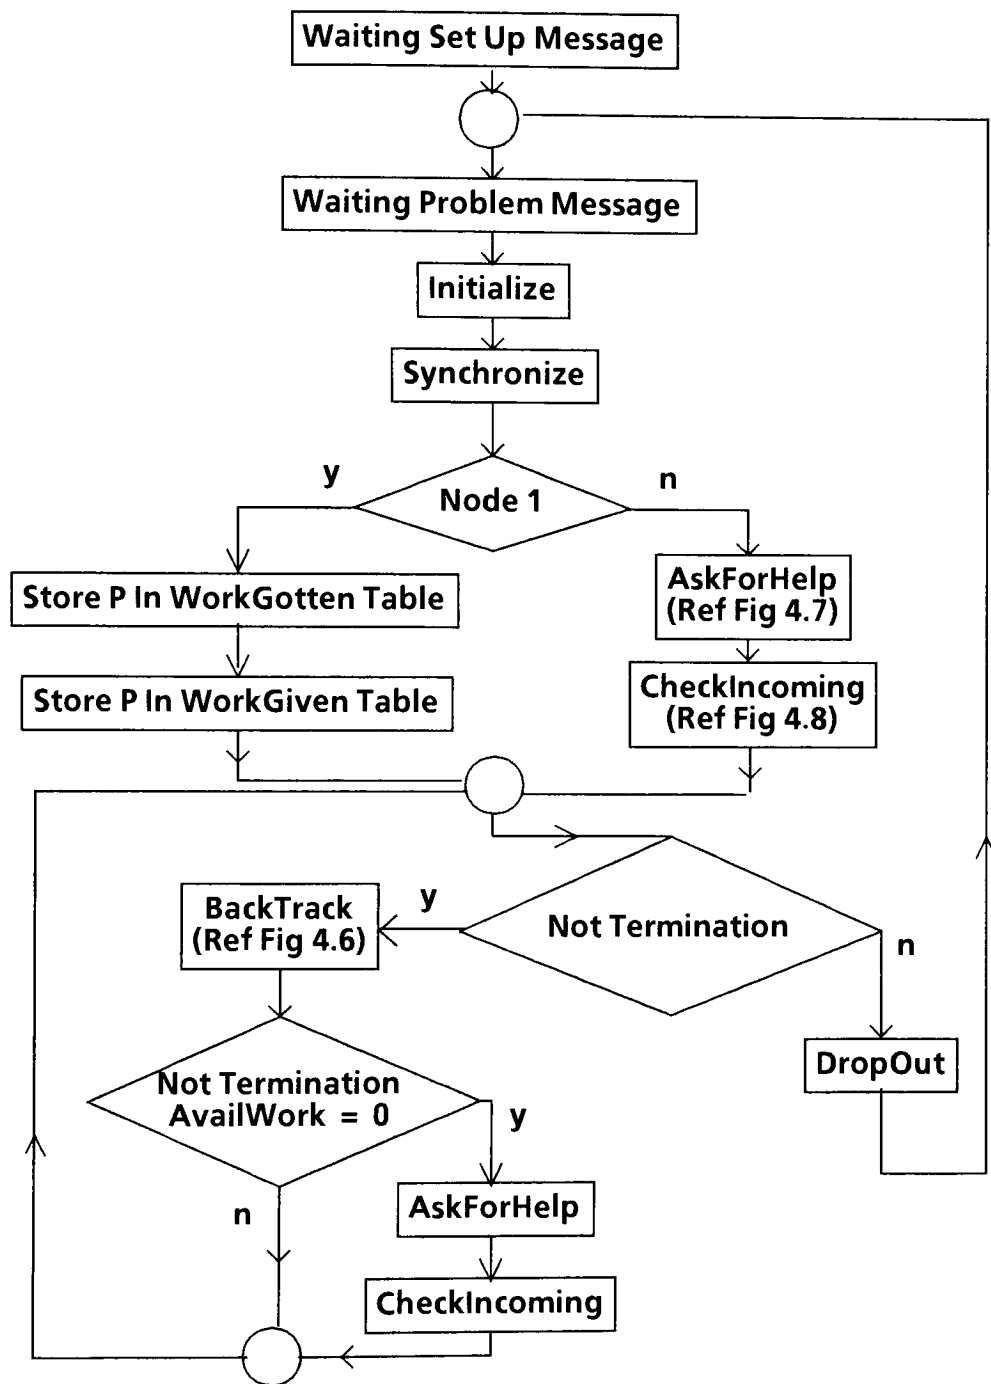 Waiting Set Up Message
Waiting Problem Message
Initialize
Synchronize
y
Node 1
n
Store P In WorkGotten Table
AskForHelp
(Ref Fig 4.7)
Store P In WorkGiven Table
CheckIncoming
(Ref Fig 4.8)
BackTrack
(Ref Fig 4.6)
y
Not Termination
n
DropOut
Not Termination
AvailWork = 0
y
n
AskForHelp
CheckIncoming